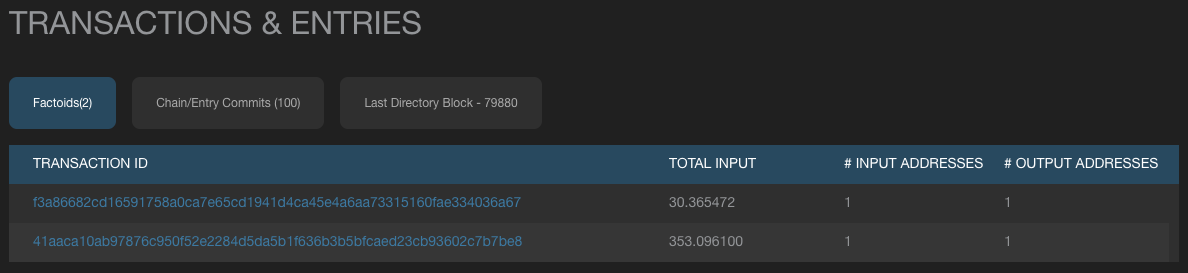 TRANSACTIONS & ENTRIES
Factoids(2) Chain/Entry Commits (100) Last Directory Block - 79880
TRANSACTION ID TOTAL INPUT # INPUT ADDRESSES # OUTPUT ADDRESSES
f3a86682cd16591758a0ca7e65cd1941d4ca45e4a6aa73315160fae334036a67 30.365472 1 1
41aaca10ab97876c950f52e2284d5da5b1f636b3b5bfcaed23cb93602c7b7be8 353.096100 1 1